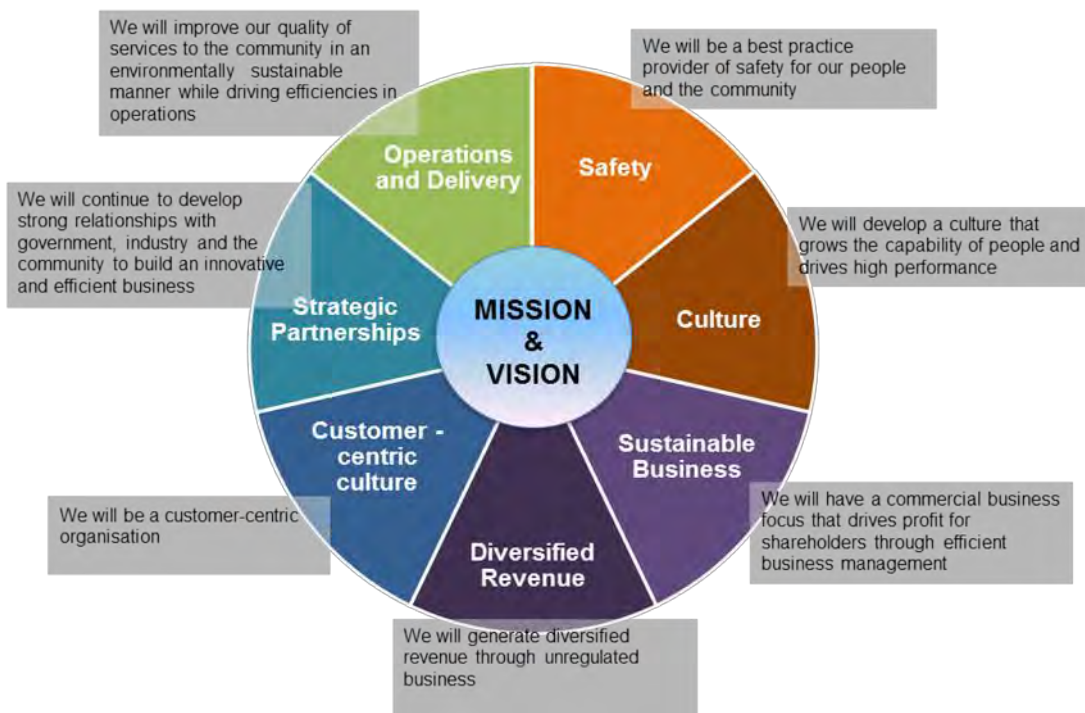 We will improve our quality of
services to the community in an
environmentally sustainable
manner while driving efficiencies in
operations
We will be a best practice
provider of safety for our people
and the community
Operations
and Delivery
Safety
We will continue to develop
strong relationships with
government, industry and the
community to build an innovative
and efficient business
We will develop a culture that
grows the capability of people and
drives high performance
Strategic
Partnerships
MISSION
&
VISION
Culture
Customer -
centric
culture
Sustainable
Business
We will be a customer-centric
organisation
We will have a commercial business
focus that drives profit for
shareholders through efficient
business management
Diversified
Revenue
We will generate diversified
revenue through unregulated
business